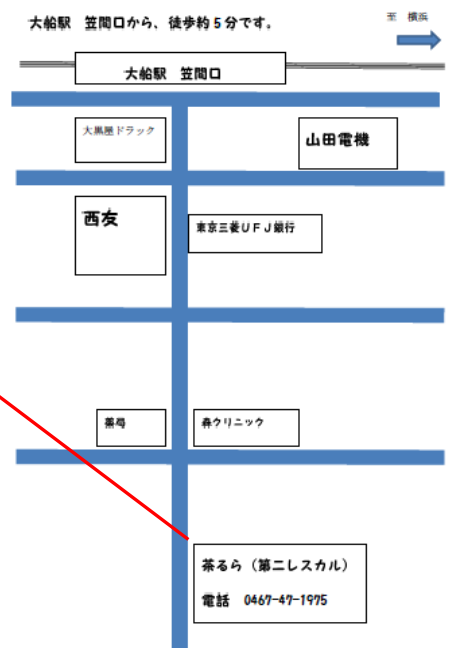 大船駅 笠間口から、徒歩約5分です。
至 横浜
大船駅 笠間口
大黒屋ドラック
山田電機
西友
東京三菱UFJ銀行
薬局
森クリニック
茶るら (第二レスカル)
電話 0467-47-1975